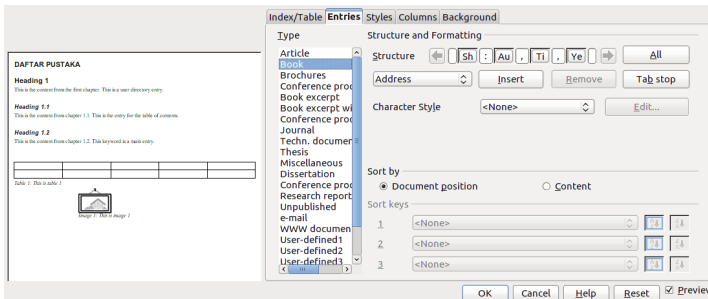 Index/Table Entries Styles Columns Background
DAFTAR PUSTAKA
Heading 1
This is the content from the first chapter. This is a user directory entry.
Heading 1.1
This is the content from chapter 1.1. This is the entry for the table of contents.
Heading 1.2
This is the content from chapter 1.2. This keyword is a main entry.
Table 1: This is table 1
Image 1: This is image 1
Type
Article
Book
Brochures
Conference proc
Book excerpt
Book excerpt wi
Conference proc
Journal
Techn. documen
Thesis
Miscellaneous
Dissertation
Conference proc
Research report
Unpublished
e-mail
WWW documen
User-defined1
User-defined2
User-defined3
Structure and Formatting
Structure Sh : Au , Ti , Ye All
Address Insert Remove Tab stop
Character Style <None> Edit...
Sort by
Document position Content
Sort keys
1 <None>
2 <None>
3 <None>
OK Cancel Help Reset Preview